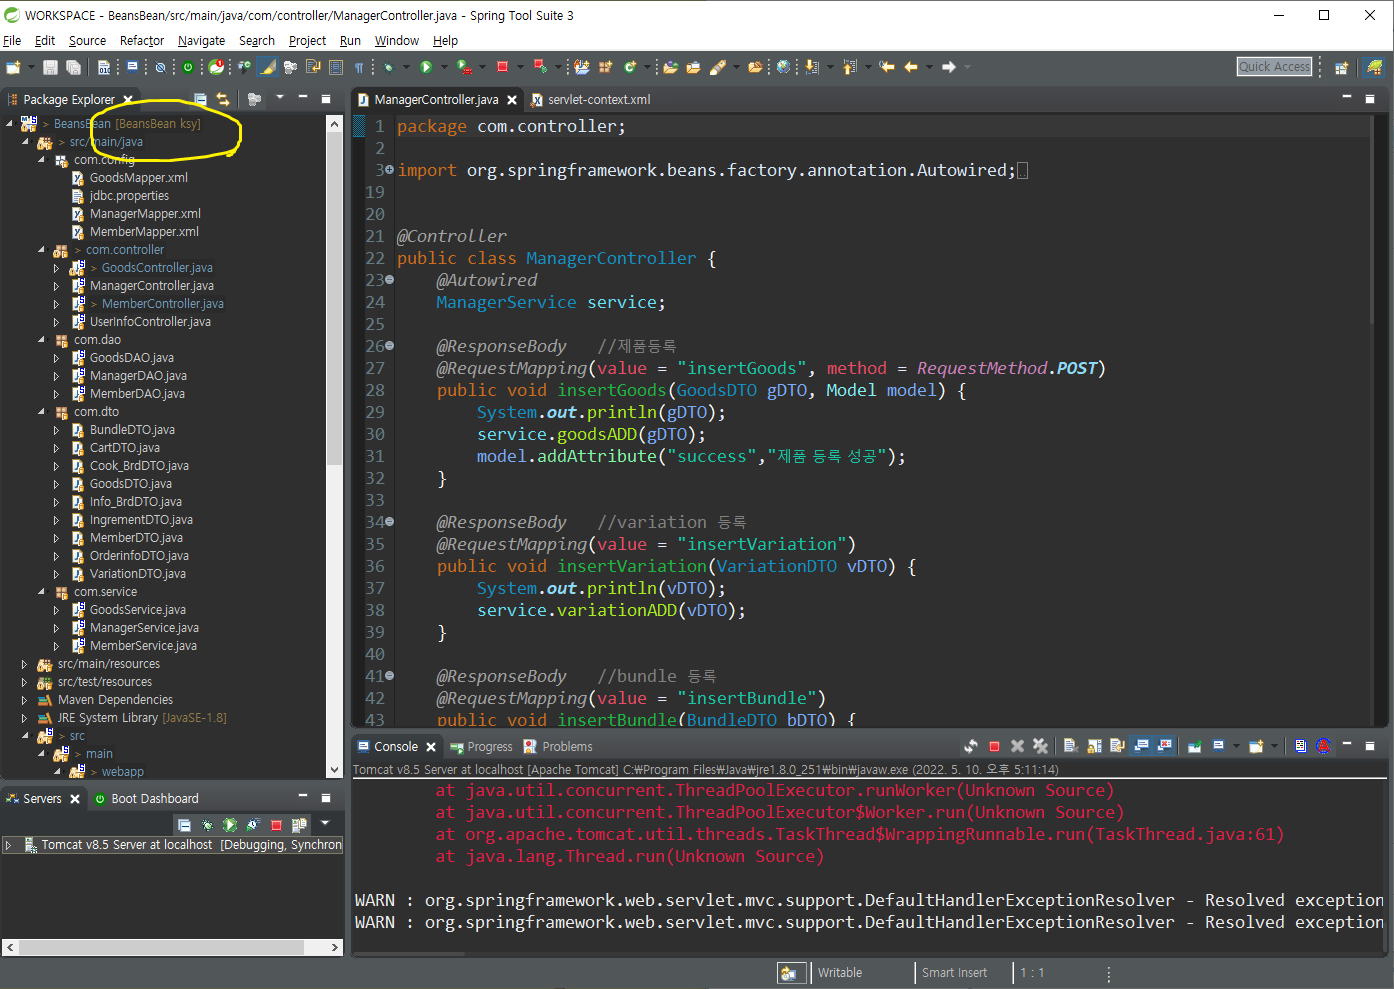 WORKSPACE - BeansBean/src/main/java/com/controller/ManagerController.java - Spring Tool Suite 3
File Edit Source Refactor Navigate Search Project Run Window Help
Quick Access
Package Explorer
> BeansBean [BeansBean ksy]
> src/main/java
com.config
GoodsMapper.xml
jdbc.properties
ManagerMapper.xml
MemberMapper.xml
> com.controller
> GoodsController.java
ManagerController.java
> MemberController.java
UserInfoController.java
com.dao
GoodsDAO.java
ManagerDAO.java
MemberDAO.java
com.dto
BundleDTO.java
CartDTO.java
Cook_BrdDTO.java
GoodsDTO.java
Info_BrdDTO.java
IngrementDTO.java
MemberDTO.java
OrderinfoDTO.java
VariationDTO.java
com.service
GoodsService.java
ManagerService.java
MemberService.java
src/main/resources
src/test/resources
Maven Dependencies
JRE System Library [JavaSE-1.8]
> src
> main
> webapp
Servers Boot Dashboard
Tomcat v8.5 Server at localhost [Debugging, Synchron
ManagerController.java servlet-context.xml
1 package com.controller;
2
3 import org.springframework.beans.factory.annotation.Autowired;
19
20
21 @Controller
22 public class ManagerController {
23 @Autowired
24 ManagerService service;
25
26 @ResponseBody //제품등록
27 @RequestMapping(value = "insertGoods", method = RequestMethod.POST)
28 public void insertGoods(GoodsDTO gDTO, Model model) {
29 System.out.println(gDTO);
30 service.goodsADD(gDTO);
31 model.addAttribute("success","제품 등록 성공");
32 }
33
34 @ResponseBody //variation 등록
35 @RequestMapping(value = "insertVariation")
36 public void insertVariation(VariationDTO vDTO) {
37 System.out.println(vDTO);
38 service.variationADD(vDTO);
39 }
40
41 @ResponseBody //bundle 등록
42 @RequestMapping(value = "insertBundle")
43 public void insertBundle(BundleDTO bDTO) {
Console Progress Problems
Tomcat v8.5 Server at localhost [Apache Tomcat] C:₩Program Files₩Java₩jre1.8.0_251₩bin₩javaw.exe (2022. 5. 10. 오후 5:11:14)
at java.util.concurrent.ThreadPoolExecutor.runWorker(Unknown Source)
at java.util.concurrent.ThreadPoolExecutor$Worker.run(Unknown Source)
at org.apache.tomcat.util.threads.TaskThread$WrappingRunnable.run(TaskThread.java:61)
at java.lang.Thread.run(Unknown Source)
WARN : org.springframework.web.servlet.mvc.support.DefaultHandlerExceptionResolver - Resolved exception
WARN : org.springframework.web.servlet.mvc.support.DefaultHandlerExceptionResolver - Resolved exception
Writable Smart Insert 1 : 1